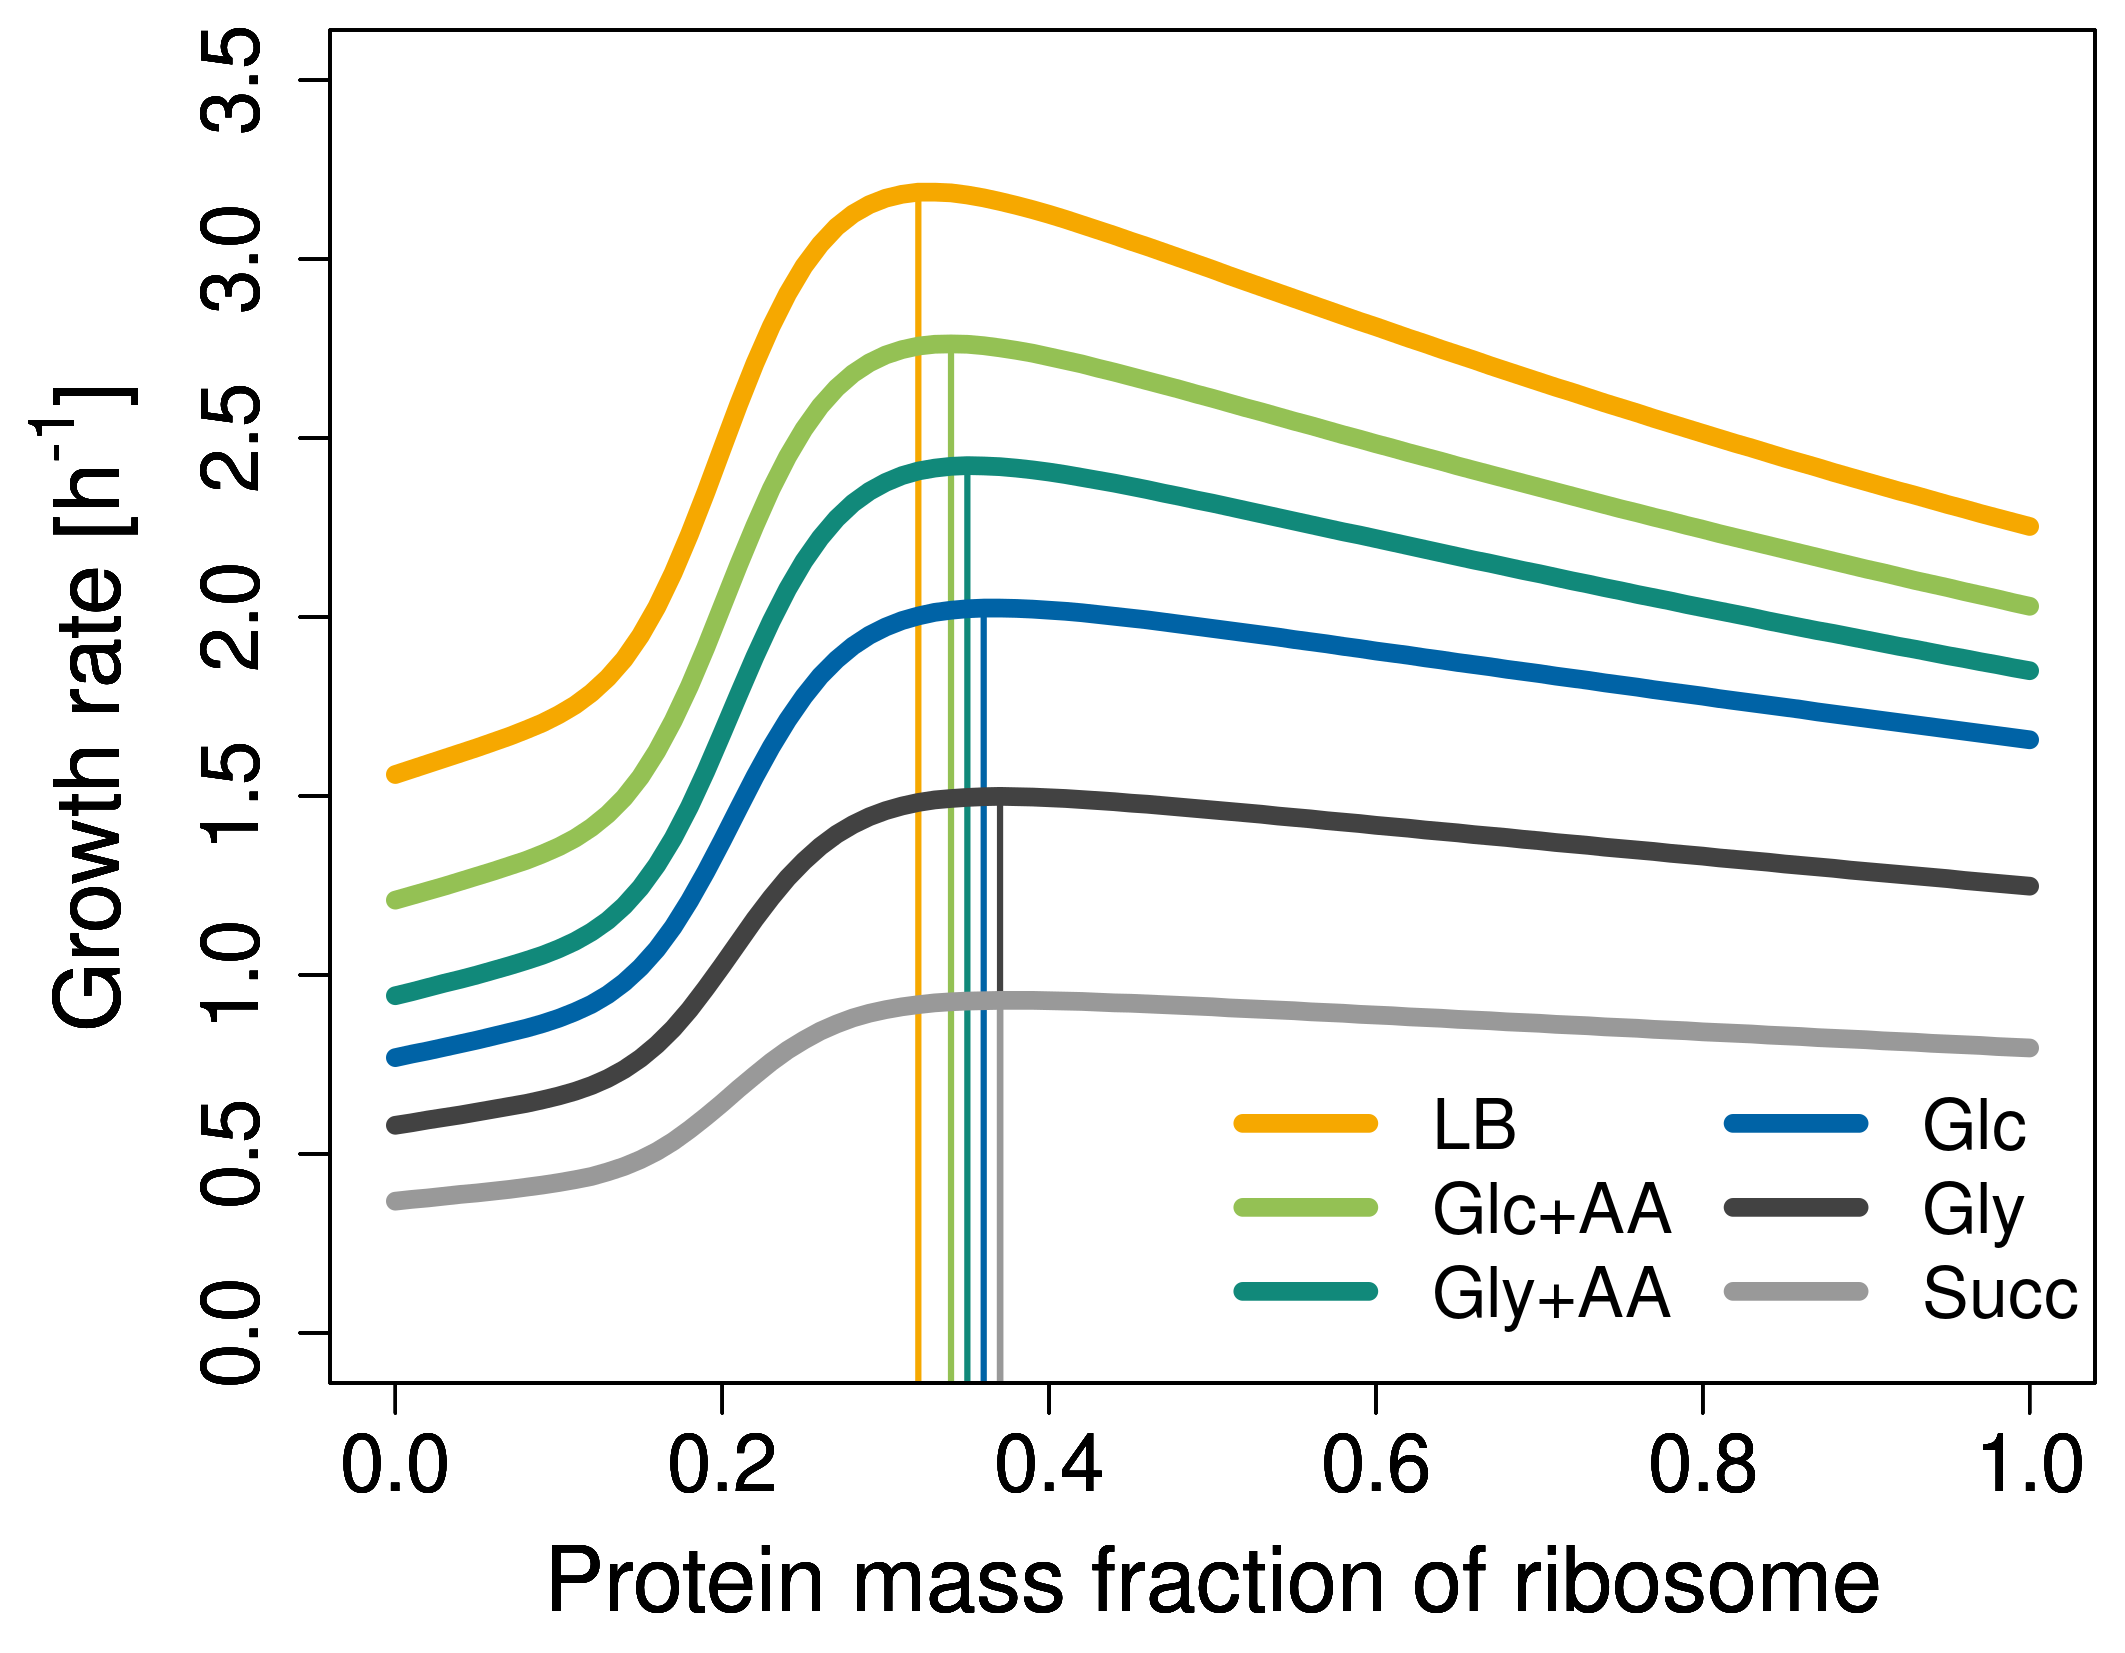 Growth rate [h-1]
3.5
3.0
2.5
2.0
1.5
1.0
0.5
0.0
LB
Glc+AA
Gly+AA
Glc
Gly
Succ
0.0 0.2 0.4 0.6 0.8 1.0
Protein mass fraction of ribosome